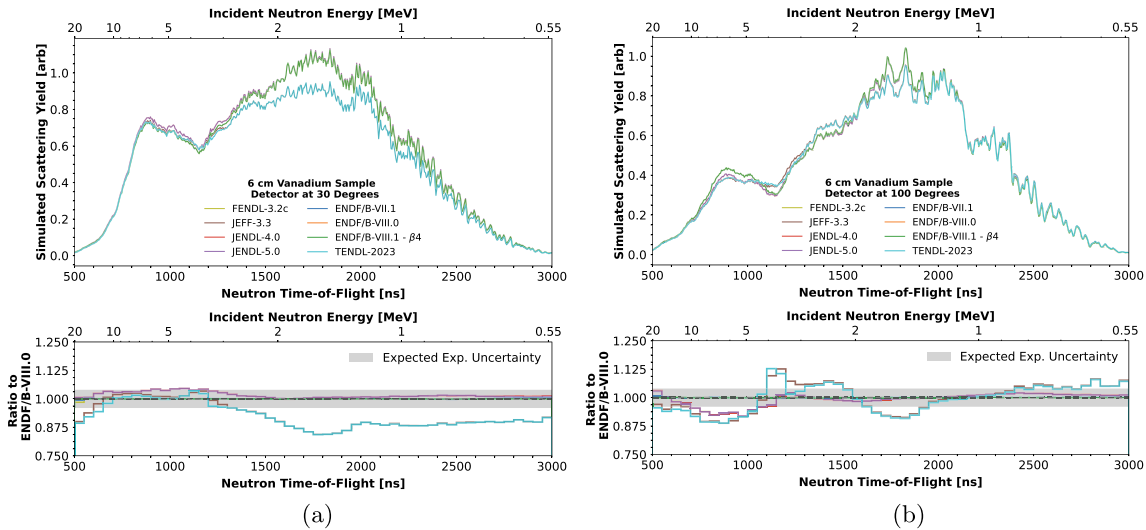 Incident Neutron Energy [MeV]
20 10 5 2 1 0.55
Simulated Scattering Yield [arb]
1.0
0.8
0.6
0.4
0.2
0.0
6 cm Vanadium Sample
Detector at 30 Degrees
FENDL-3.2c ENDF/B-VII.1
JEFF-3.3 ENDF/B-VIII.0
JENDL-4.0 ENDF/B-VIII.1 - β4
JENDL-5.0 TENDL-2023
500 1000 1500 2000 2500 3000
Neutron Time-of-Flight [ns]
Incident Neutron Energy [MeV]
20 10 5 2 1 0.55
Ratio to
ENDF/B-VIII.0
1.250
1.125
1.000
0.875
0.750
Expected Exp. Uncertainty
500 1000 1500 2000 2500 3000
Neutron Time-of-Flight [ns]
(a)
Incident Neutron Energy [MeV]
20 10 5 2 1 0.55
Simulated Scattering Yield [arb]
1.0
0.8
0.6
0.4
0.2
0.0
6 cm Vanadium Sample
Detector at 100 Degrees
FENDL-3.2c ENDF/B-VII.1
JEFF-3.3 ENDF/B-VIII.0
JENDL-4.0 ENDF/B-VIII.1 - β4
JENDL-5.0 TENDL-2023
500 1000 1500 2000 2500 3000
Neutron Time-of-Flight [ns]
Incident Neutron Energy [MeV]
20 10 5 2 1 0.55
Ratio to
ENDF/B-VIII.0
1.250
1.125
1.000
0.875
0.750
Expected Exp. Uncertainty
500 1000 1500 2000 2500 3000
Neutron Time-of-Flight [ns]
(b)